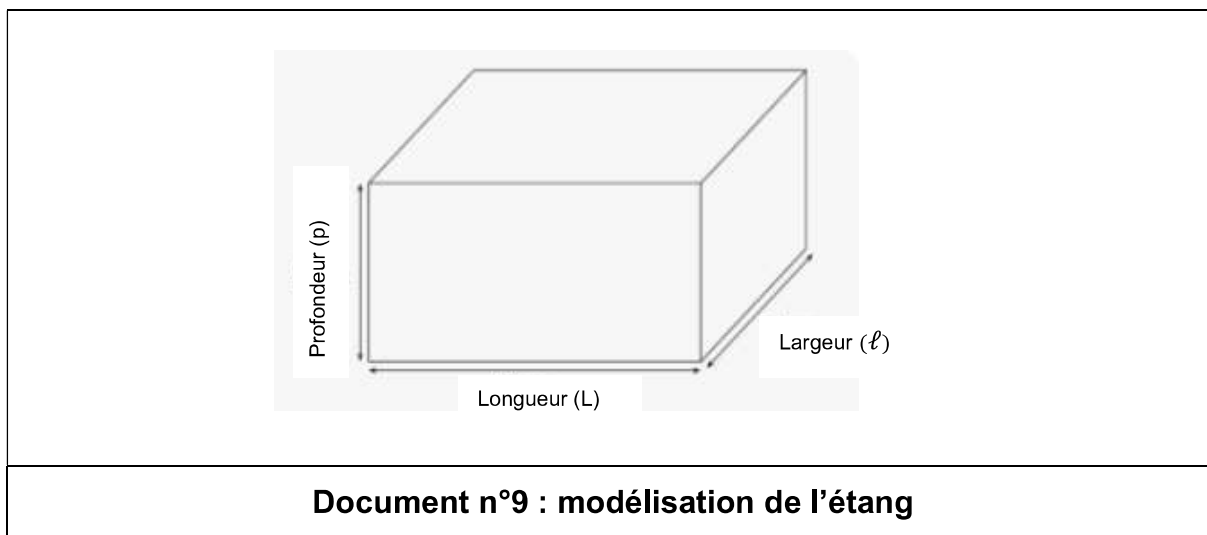 Profondeur (p)
Largeur (ℓ)
Longueur (L)
Document n°9 : modélisation de l’étang